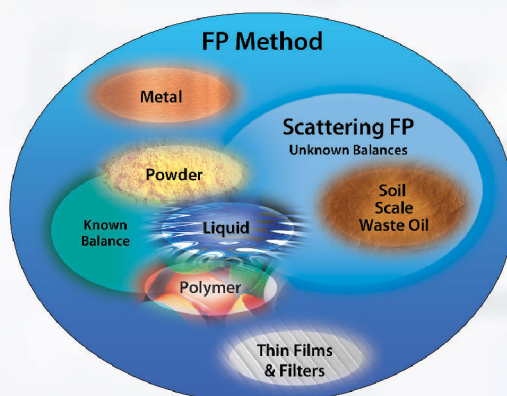 FP Method
Metal
Scattering FP
Unknown Balances
Powder
Soil
Scale
Waste Oil
Known
Balance
Liquid
Polymer
Thin Films
& Filters